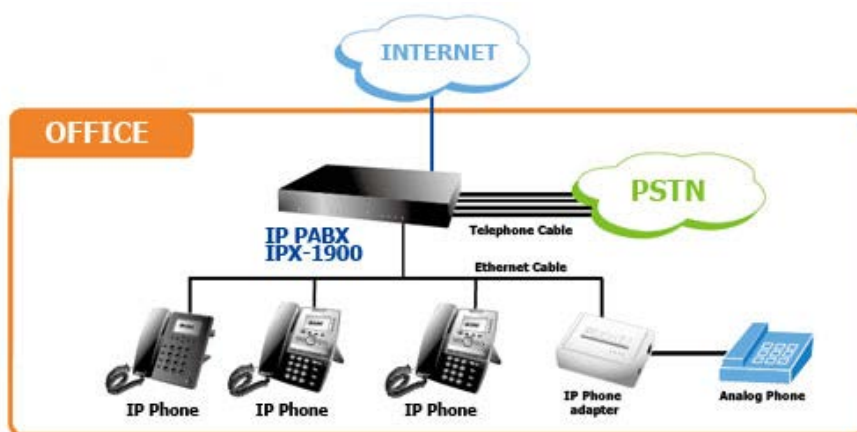 INTERNET
OFFICE
PSTN
Telephone Cable
IP PABX
IPX-1900
Ethernet Cable
IP Phone
IP Phone
IP Phone
IP Phone
adapter
Analog Phone